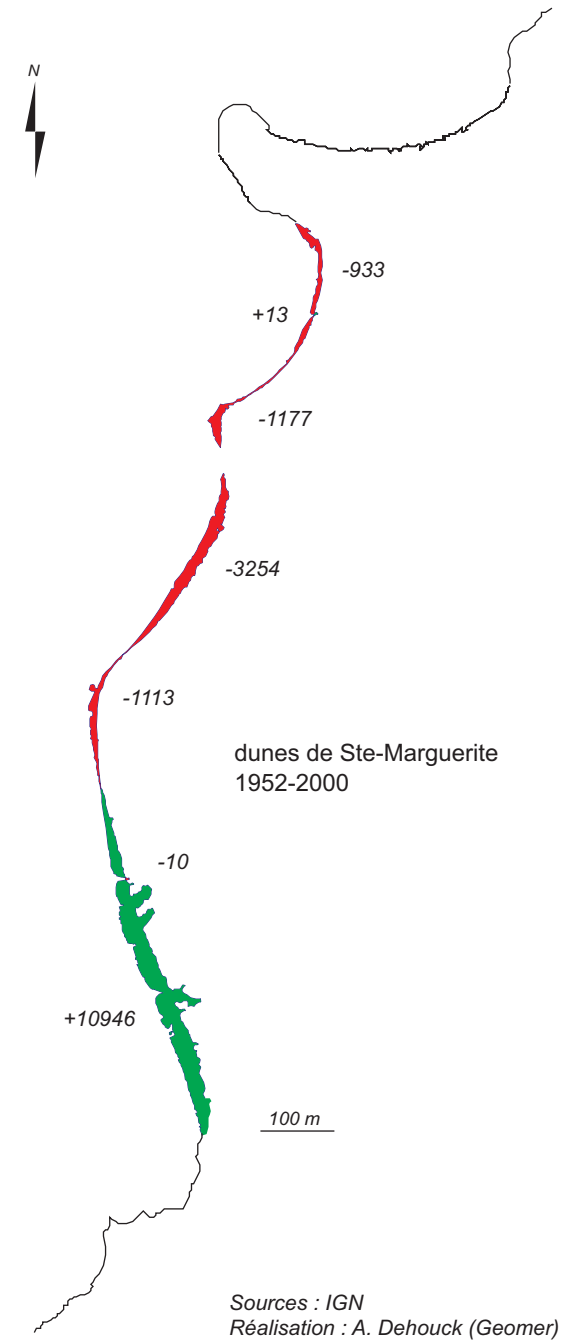 N
-933
+13
-1177
-3254
-1113
dunes de Ste-Marguerite
1952-2000
-10
+10946
100 m
Sources : IGN
Réalisation : A. Dehouck (Geomer)